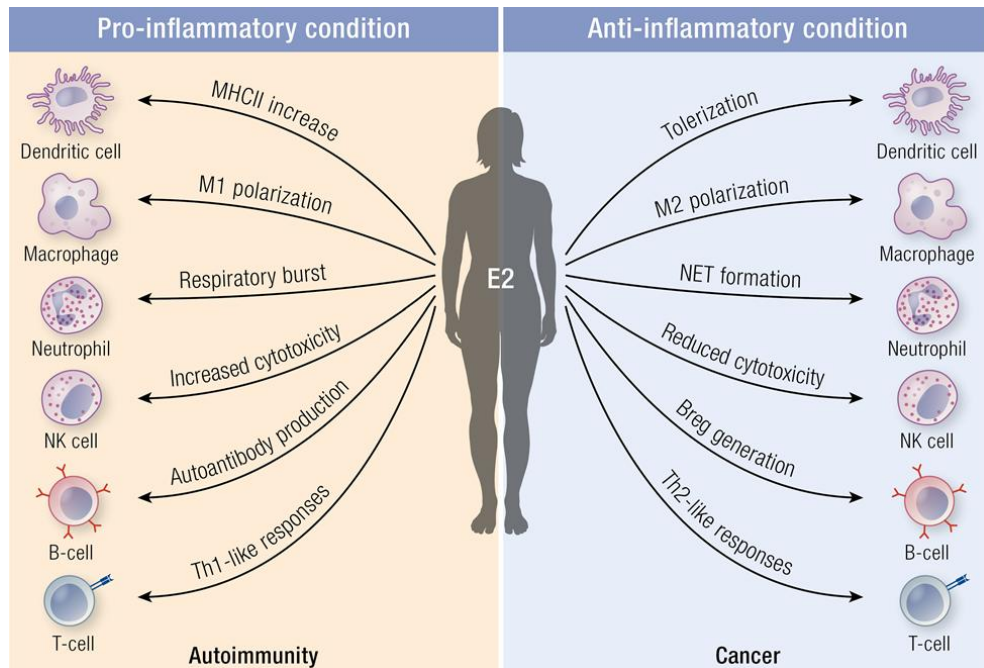 Pro-inflammatory condition
Anti-inflammatory condition
MHCII increase
Dendritic cell
M1 polarization
Macrophage
Respiratory burst
Neutrophil
Increased cytotoxicity
NK cell
Autoantibody production
B-cell
Th1-like responses
T-cell
Autoimmunity
E2
Tolerization
Dendritic cell
M2 polarization
Macrophage
NET formation
Neutrophil
Reduced cytotoxicity
NK cell
Breg generation
B-cell
Th2-like responses
T-cell
Cancer